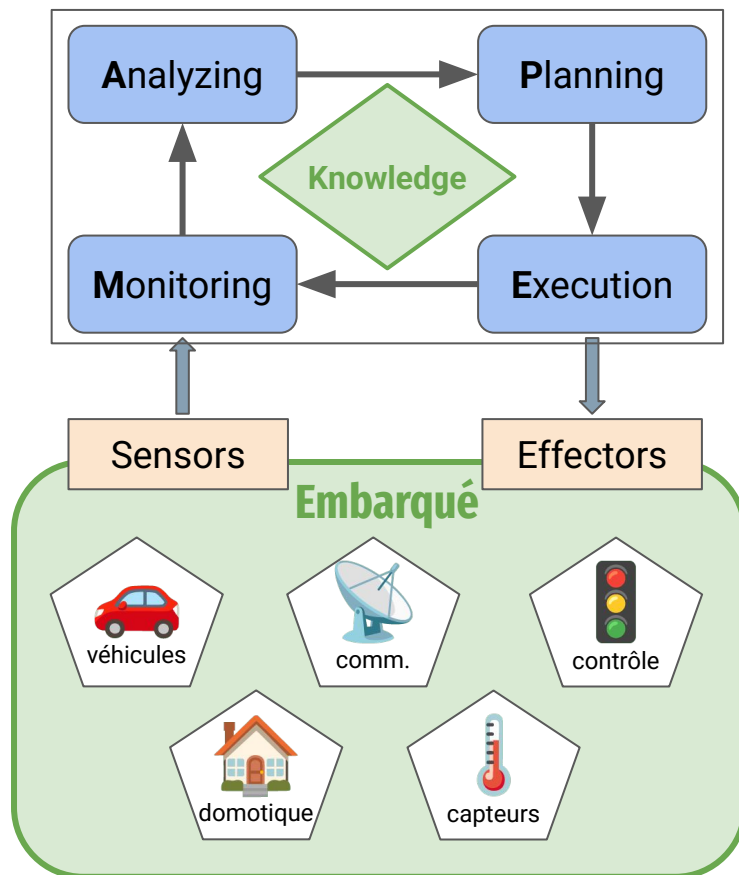 Analyzing
Planning
Knowledge
Monitoring
Execution
Sensors
Effectors
Embarqué
véhicules
comm.
contrôle
domotique
capteurs